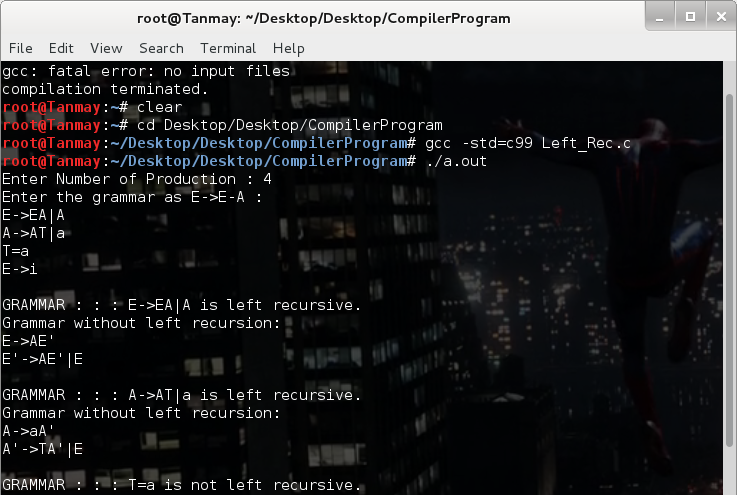 root@Tanmay: ~/Desktop/Desktop/CompilerProgram
File Edit View Search Terminal Help
gcc: fatal error: no input files
compilation terminated.
root@Tanmay:~# clear
root@Tanmay:~# cd Desktop/Desktop/CompilerProgram
root@Tanmay:~/Desktop/Desktop/CompilerProgram# gcc -std=c99 Left_Rec.c
root@Tanmay:~/Desktop/Desktop/CompilerProgram# ./a.out
Enter Number of Production : 4
Enter the grammar as E->E-A :
E->EA|A
A->AT|a
T=a
E->i
GRAMMAR : : : E->EA|A is left recursive.
Grammar without left recursion:
E->AE'
E'->AE'|E
GRAMMAR : : : A->AT|a is left recursive.
Grammar without left recursion:
A->aA'
A'->TA'|E
GRAMMAR : : : T=a is not left recursive.